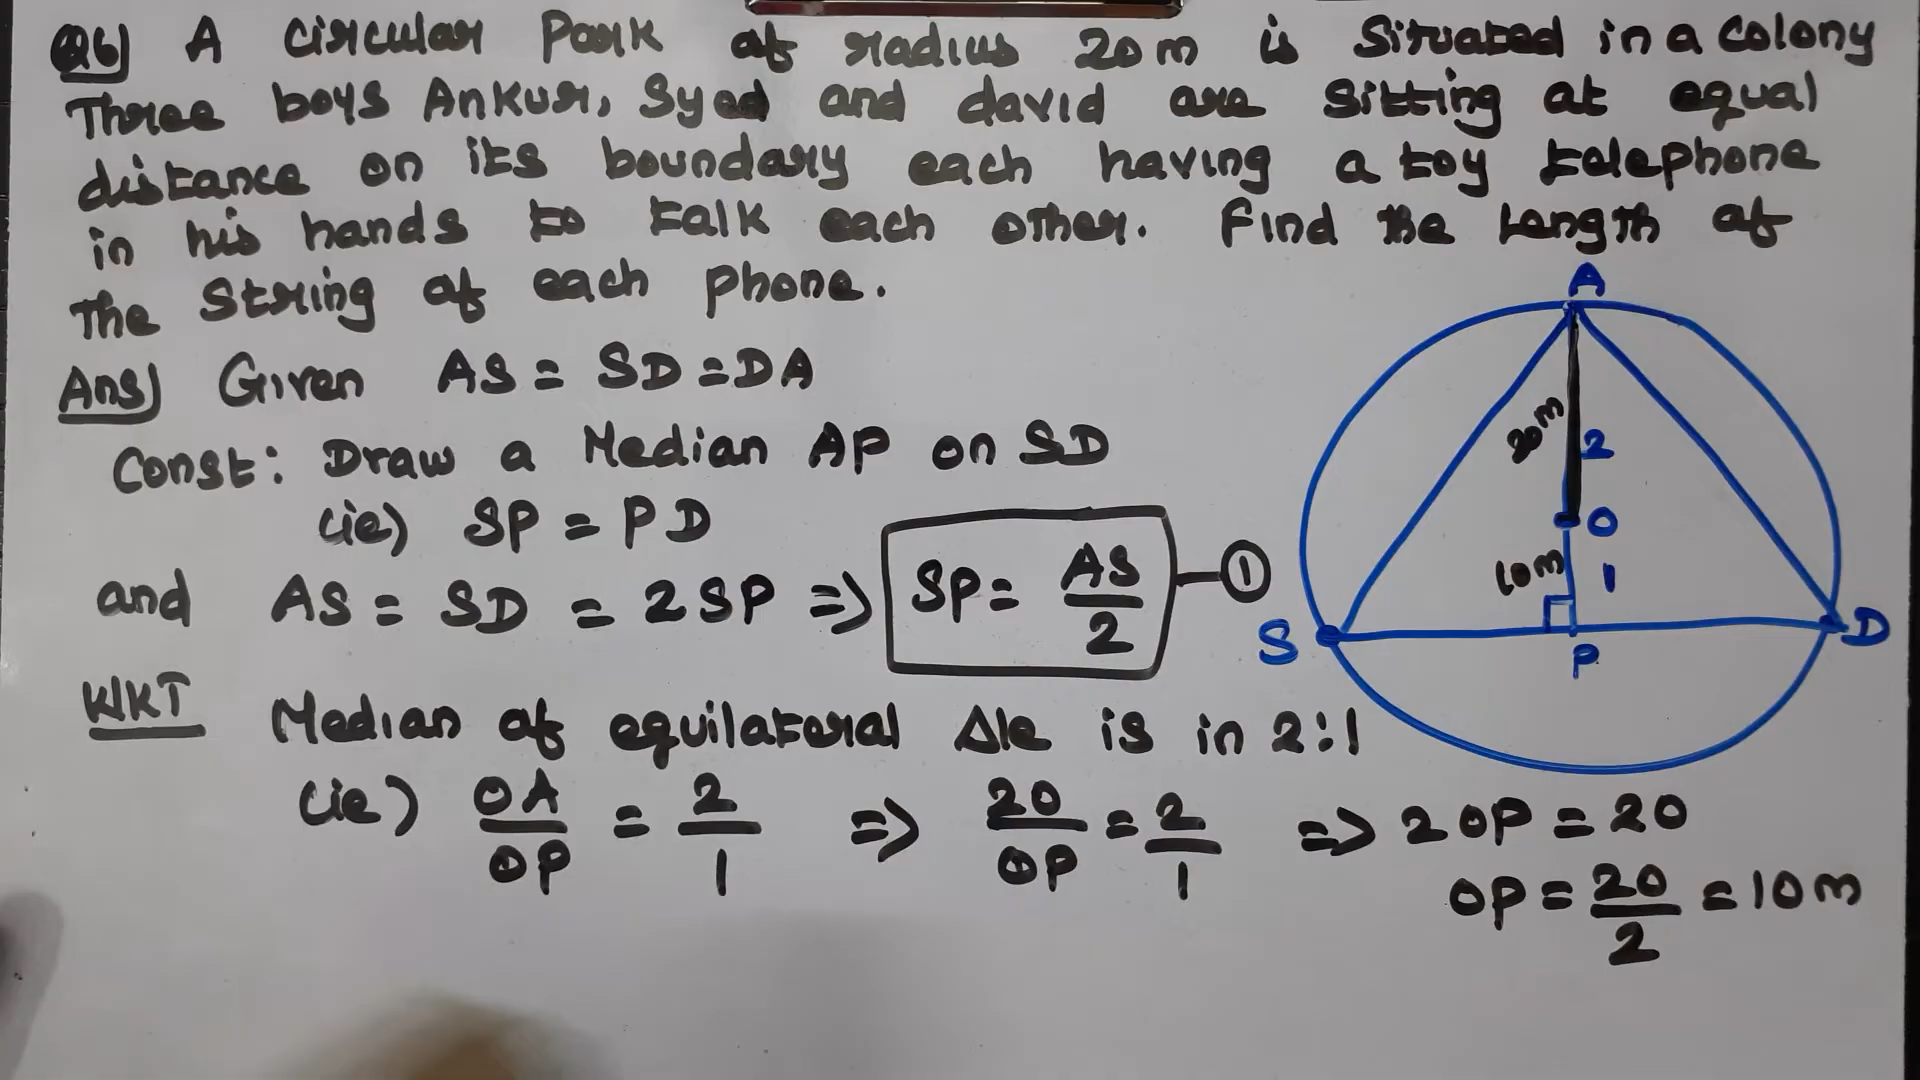 Q6) A circular Park of radius 20m is Situated in a Colony
Three boys Ankur, Syed and david are sitting at equal
distance on its boundary each having a toy telephone
in his hands to talk each other. Find the Length of
The String of each phone.
Ans) Given AS = SD = DA
Const: Draw a Median AP on SD
(ie) SP = PD
and AS = SD = 2SP => SP = AS/2 — ①
WKT Median of equilateral Δle is in 2:1
(ie) OA/OP = 2/1 => 20/OP = 2/1 => 2OP = 20
OP = 20/2 = 10m
A
20m 2
O
10m 1
S D
P